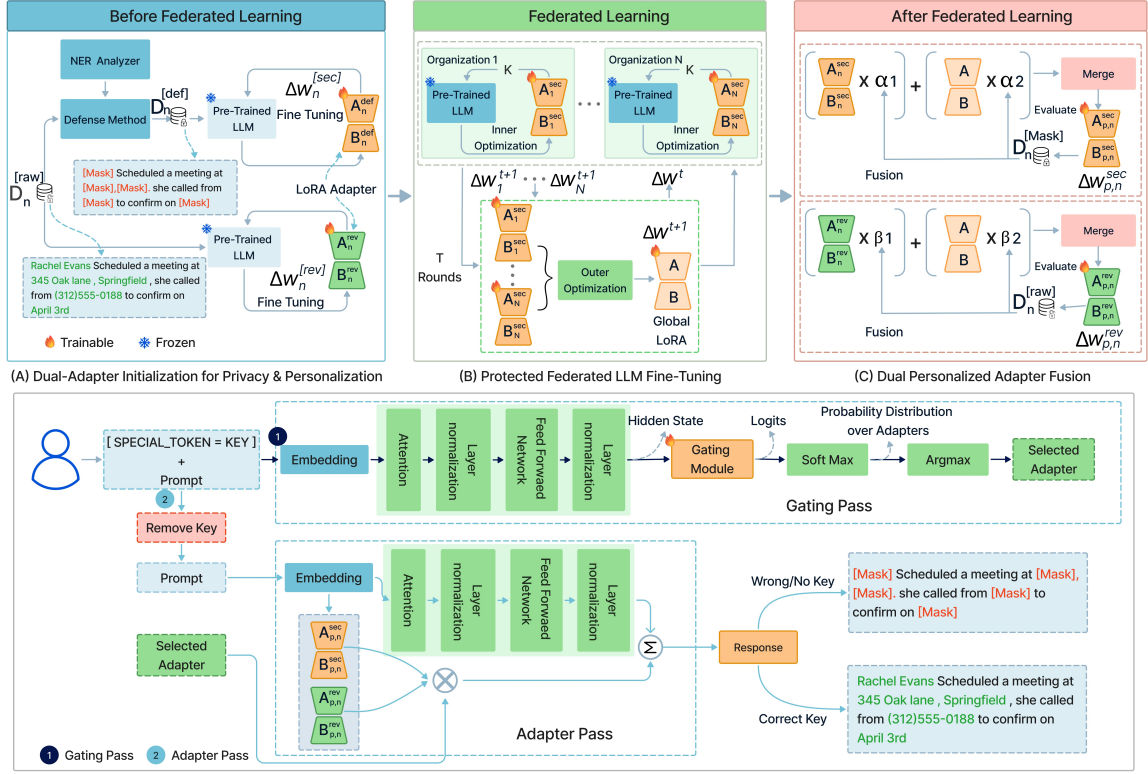 Before Federated Learning
NER Analyzer
Defense Method
D_n^[def]
Pre-Trained
LLM
Δw_n^[sec]
Fine Tuning
A_n^def
B_n^def
[Mask] Scheduled a meeting at
[Mask],[Mask]. she called from
[Mask] to confirm on [Mask]
LoRA Adapter
D_n^[raw]
Pre-Trained
LLM
A_n^rev
B_n^rev
Δw_n^[rev]
Fine Tuning
Rachel Evans Scheduled a meeting at
345 Oak lane , Springfield , she called
from (312)555-0188 to confirm on
April 3rd
Trainable
Frozen
(A) Dual-Adapter Initialization for Privacy & Personalization
Federated Learning
Organization 1
K
Pre-Trained
LLM
A_1^sec
B_1^sec
Inner
Optimization
Organization N
K
Pre-Trained
LLM
A_N^sec
B_N^sec
Inner
Optimization
Δw_1^t+1
Δw_N^t+1
Δw^t
T
Rounds
A_1^sec
B_1^sec
A_N^sec
B_N^sec
Outer
Optimization
Δw^t+1
A
B
Global
LoRA
(B) Protected Federated LLM Fine-Tuning
After Federated Learning
A_n^sec
B_n^sec
X α1
+
A
B
X α2
Merge
Evaluate
A_p,n^sec
B_p,n^sec
D_n^[Mask]
Fusion
Δw_p,n^sec
A_n^rev
B_n^rev
X β1
+
A
B
X β2
Merge
Evaluate
A_p,n^rev
B_p,n^rev
D_n^[raw]
Fusion
Δw_p,n^rev
(C) Dual Personalized Adapter Fusion
[ SPECIAL_TOKEN = KEY ]
+
Prompt
1
Embedding
Attention
Layer
normalization
Feed Forwaed
Network
Layer
normalization
Hidden State
Gating
Module
Logits
Soft Max
Probability Distribution
over Adapters
Argmax
Selected
Adapter
Gating Pass
2
Remove Key
Prompt
Selected
Adapter
Embedding
Attention
Layer
normalization
Feed Forwaed
Network
Layer
normalization
A_p,n^sec
B_p,n^sec
A_p,n^rev
B_p,n^rev
Σ
Adapter Pass
Response
Wrong/No Key
[Mask] Scheduled a meeting at [Mask],
[Mask]. she called from [Mask] to
confirm on [Mask]
Correct Key
Rachel Evans Scheduled a meeting at
345 Oak lane , Springfield , she called
from (312)555-0188 to confirm on
April 3rd
1 Gating Pass
2 Adapter Pass